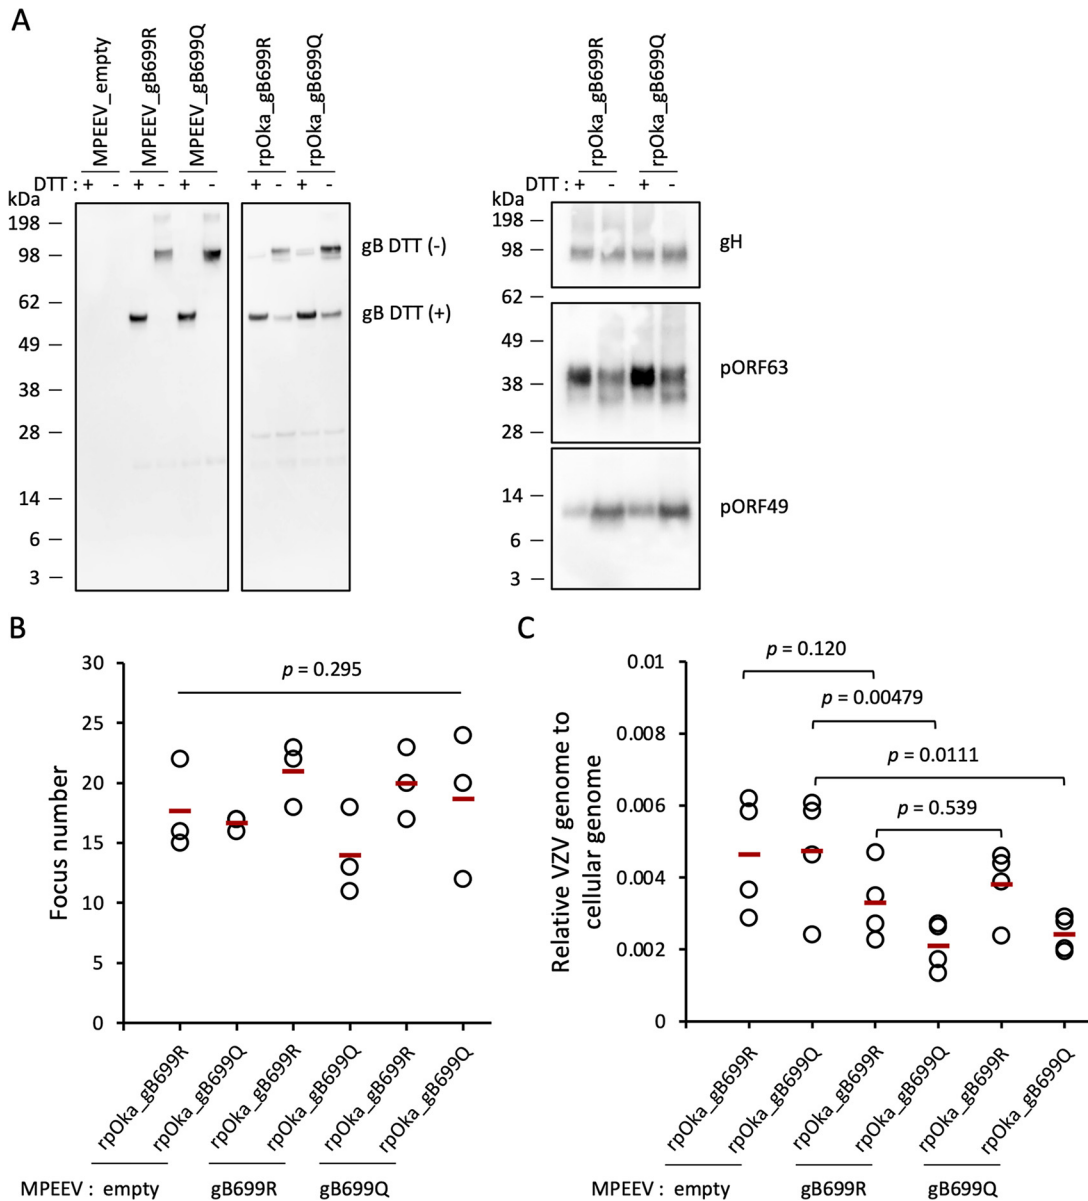 A
MPEEV_empty
MPEEV_gB699R
MPEEV_gB699Q
rpOka_gB699R
rpOka_gB699Q
DTT : + - + - + - + - + -
kDa
198
98
62
49
38
28
14
6
3
gB DTT (-)
gB DTT (+)
rpOka_gB699R
rpOka_gB699Q
DTT : + - + -
kDa
198
98
62
49
38
28
14
6
3
gH
pORF63
pORF49
B
p = 0.295
Focus number
30
25
20
15
10
5
0
rpOka_gB699R
rpOka_gB699Q
rpOka_gB699R
rpOka_gB699Q
rpOka_gB699R
rpOka_gB699Q
MPEEV : empty gB699R gB699Q
C
p = 0.120
p = 0.00479
p = 0.0111
p = 0.539
Relative VZV genome to
cellular genome
0.01
0.008
0.006
0.004
0.002
0
rpOka_gB699R
rpOka_gB699Q
rpOka_gB699R
rpOka_gB699Q
rpOka_gB699R
rpOka_gB699Q
MPEEV : empty gB699R gB699Q